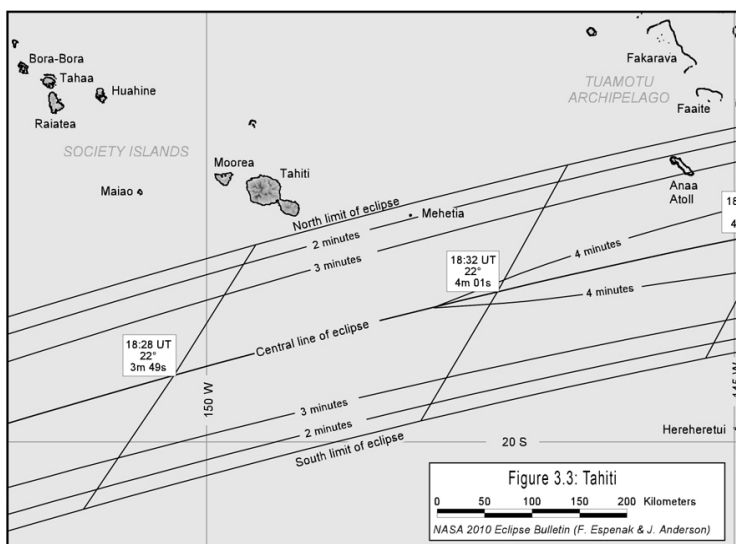 Bora-Bora
Tahaa
Huahine
Raiatea
SOCIETY ISLANDS
Moorea
Tahiti
Maiao
Fakarava
TUAMOTU
ARCHIPELAGO
Faaite
Anaa
Atoll
North limit of eclipse
Mehetia
2 minutes
3 minutes
18:32 UT
22°
4m 01s
4 minutes
4 minutes
18
4
18:28 UT
22°
3m 49s
Central line of eclipse
150 W
145 W
3 minutes
2 minutes
South limit of eclipse
20 S
Hereheretui
Figure 3.3: Tahiti
0 50 100 150 200 Kilometers
NASA 2010 Eclipse Bulletin (F. Espenak & J. Anderson)